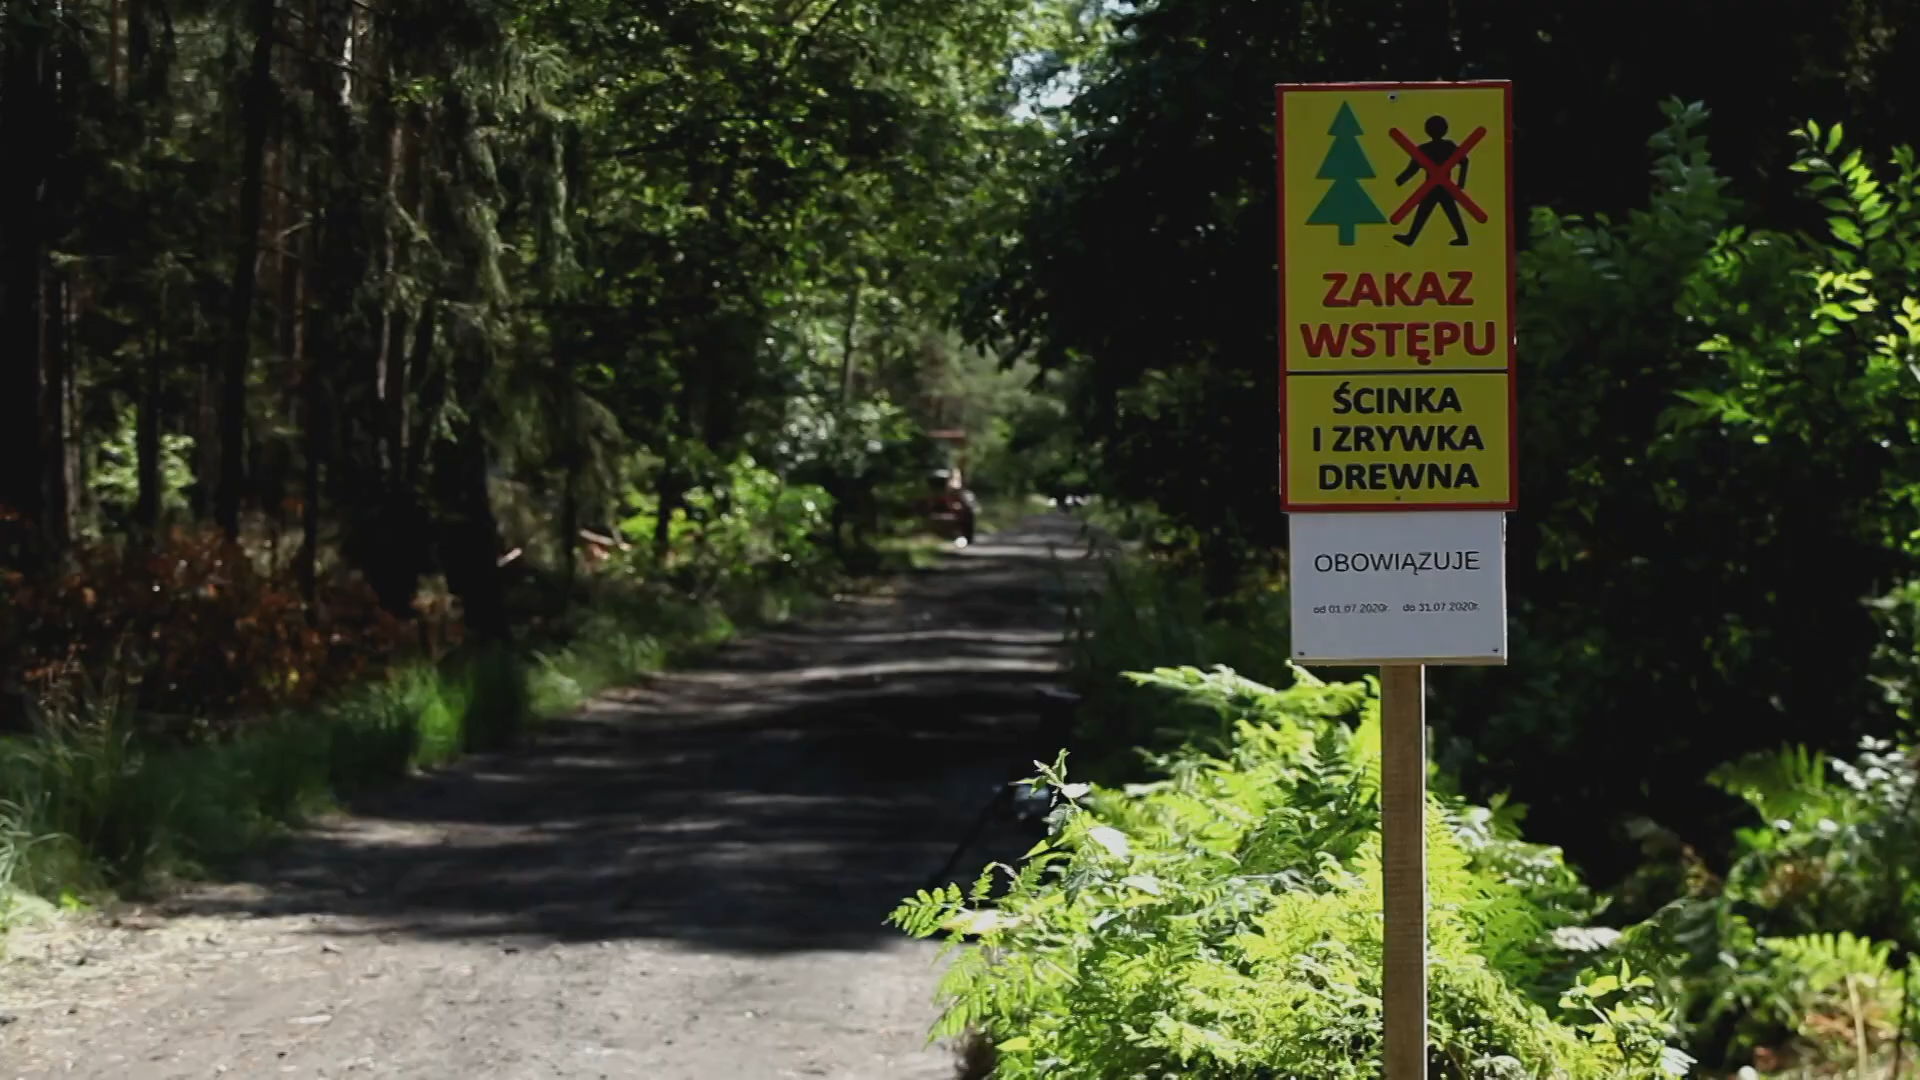 ZAKAZ
WSTĘPU
ŚCINKA
I ZRYWKA
DREWNA
OBOWIĄZUJE
od 01.07.2020r. do 31.07.2020r.